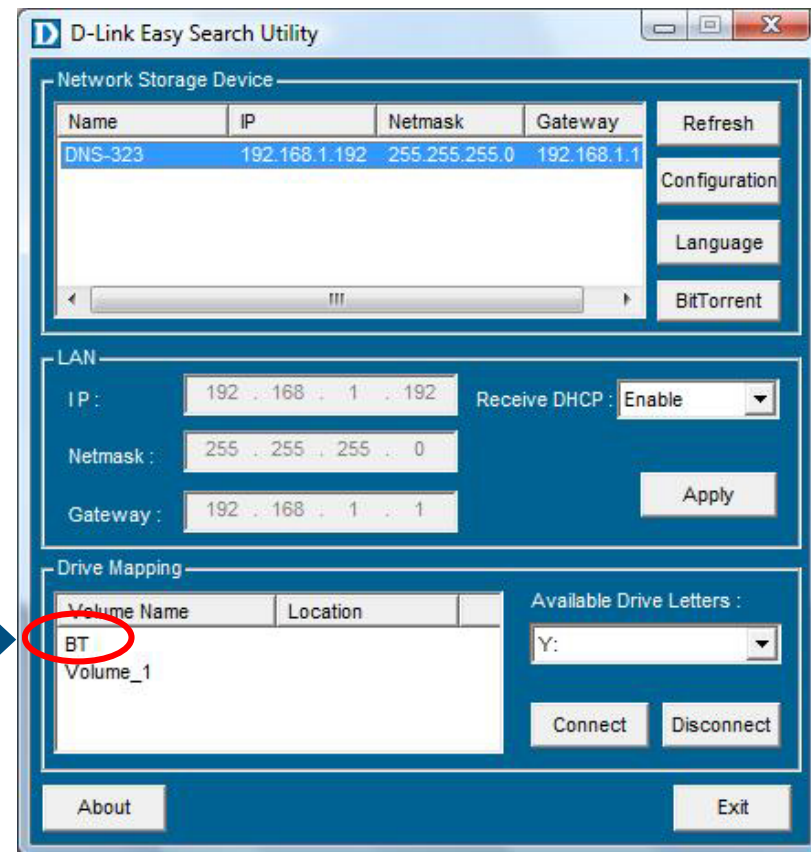 D D-Link Easy Search Utility
Network Storage Device
Name IP Netmask Gateway
DNS-323 192.168.1.192 255.255.255.0 192.168.1.1
Refresh
Configuration
Language
BitTorrent
LAN
IP : 192 . 168 . 1 . 192 Receive DHCP : Enable
Netmask : 255 . 255 . 255 . 0
Gateway : 192 . 168 . 1 . 1
Apply
Drive Mapping
Volume Name Location
BT
Volume_1
Available Drive Letters :
Y:
Connect Disconnect
About Exit